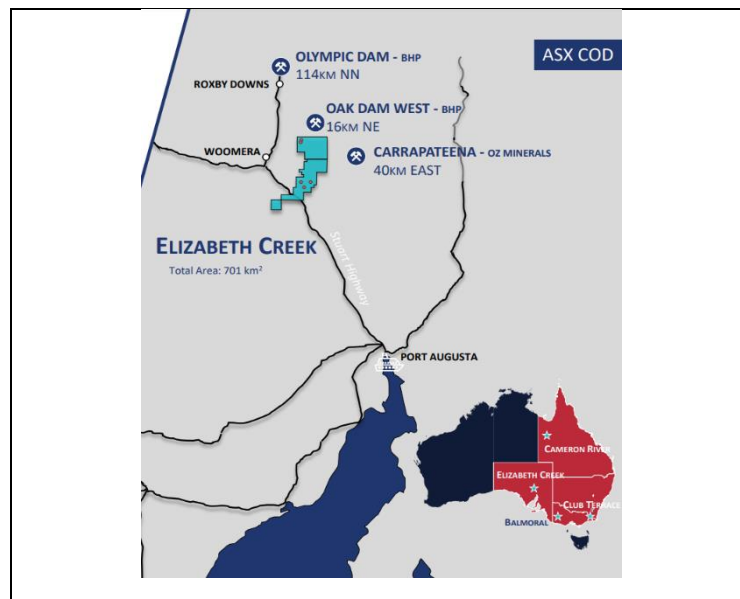 OLYMPIC DAM - BHP
114KM NN
ASX COD
ROXBY DOWNS
OAK DAM WEST - BHP
16KM NE
WOOMERA
CARRAPATEENA - OZ MINERALS
40KM EAST
ELIZABETH CREEK
Total Area: 701 km²
Stuart Highway
PORT AUGUSTA
CAMERON RIVER
ELIZABETH CREEK
CLUB TERRACE
BALMORAL